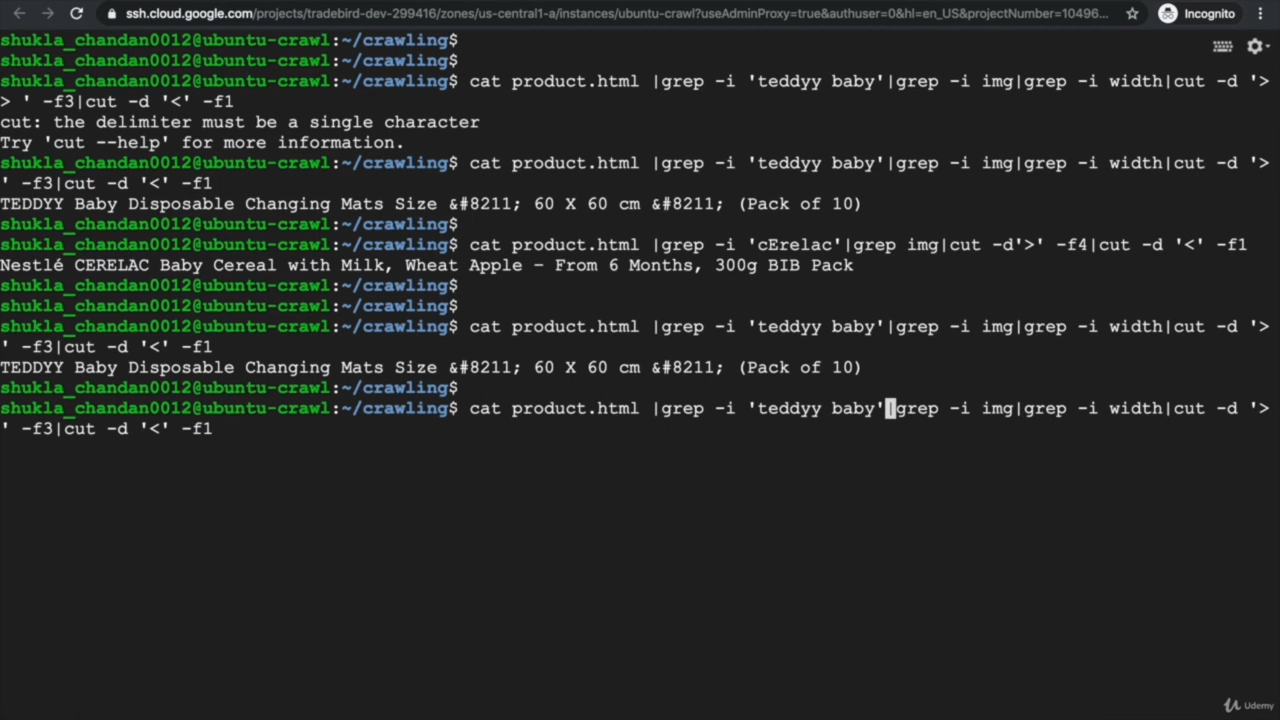 ssh.cloud.google.com/projects/tradebird-dev-299416/zones/us-central1-a/instances/ubuntu-crawl?useAdminProxy=true&authuser=0&hl=en_US&projectNumber=10496... Incognito
shukla_chandan0012@ubuntu-crawl:~/crawling$
shukla_chandan0012@ubuntu-crawl:~/crawling$
shukla_chandan0012@ubuntu-crawl:~/crawling$ cat product.html |grep -i 'teddyy baby'|grep -i img|grep -i width|cut -d '>
> ' -f3|cut -d '<' -f1
cut: the delimiter must be a single character
Try 'cut --help' for more information.
shukla_chandan0012@ubuntu-crawl:~/crawling$ cat product.html |grep -i 'teddyy baby'|grep -i img|grep -i width|cut -d '>
' -f3|cut -d '<' -f1
TEDDYY Baby Disposable Changing Mats Size &#8211; 60 X 60 cm &#8211; (Pack of 10)
shukla_chandan0012@ubuntu-crawl:~/crawling$
shukla_chandan0012@ubuntu-crawl:~/crawling$ cat product.html |grep -i 'cErelac'|grep img|cut -d'>' -f4|cut -d '<' -f1
Nestlé CERELAC Baby Cereal with Milk, Wheat Apple – From 6 Months, 300g BIB Pack
shukla_chandan0012@ubuntu-crawl:~/crawling$
shukla_chandan0012@ubuntu-crawl:~/crawling$
shukla_chandan0012@ubuntu-crawl:~/crawling$ cat product.html |grep -i 'teddyy baby'|grep -i img|grep -i width|cut -d '>
' -f3|cut -d '<' -f1
TEDDYY Baby Disposable Changing Mats Size &#8211; 60 X 60 cm &#8211; (Pack of 10)
shukla_chandan0012@ubuntu-crawl:~/crawling$
shukla_chandan0012@ubuntu-crawl:~/crawling$ cat product.html |grep -i 'teddyy baby'|grep -i img|grep -i width|cut -d '>
' -f3|cut -d '<' -f1
Udemy